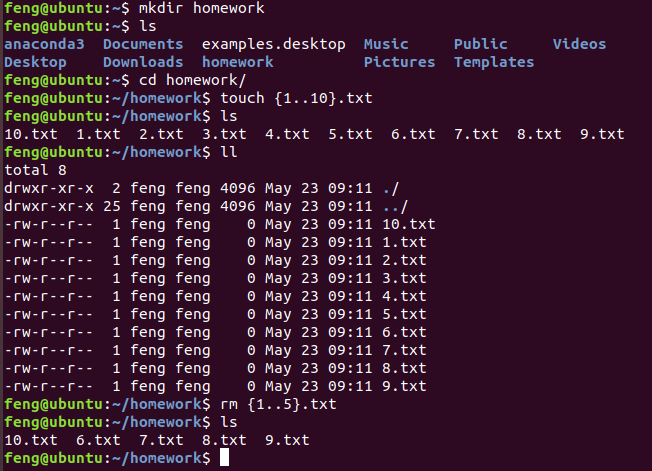 feng@ubuntu:~$ mkdir homework
feng@ubuntu:~$ ls
anaconda3  Documents  examples.desktop  Music     Public     Videos
Desktop    Downloads  homework          Pictures  Templates
feng@ubuntu:~$ cd homework/
feng@ubuntu:~/homework$ touch {1..10}.txt
feng@ubuntu:~/homework$ ls
10.txt  1.txt  2.txt  3.txt  4.txt  5.txt  6.txt  7.txt  8.txt  9.txt
feng@ubuntu:~/homework$ ll
total 8
drwxr-xr-x  2 feng feng 4096 May 23 09:11 ./
drwxr-xr-x 25 feng feng 4096 May 23 09:11 ../
-rw-r--r--  1 feng feng    0 May 23 09:11 10.txt
-rw-r--r--  1 feng feng    0 May 23 09:11 1.txt
-rw-r--r--  1 feng feng    0 May 23 09:11 2.txt
-rw-r--r--  1 feng feng    0 May 23 09:11 3.txt
-rw-r--r--  1 feng feng    0 May 23 09:11 4.txt
-rw-r--r--  1 feng feng    0 May 23 09:11 5.txt
-rw-r--r--  1 feng feng    0 May 23 09:11 6.txt
-rw-r--r--  1 feng feng    0 May 23 09:11 7.txt
-rw-r--r--  1 feng feng    0 May 23 09:11 8.txt
-rw-r--r--  1 feng feng    0 May 23 09:11 9.txt
feng@ubuntu:~/homework$ rm {1..5}.txt
feng@ubuntu:~/homework$ ls
10.txt  6.txt  7.txt  8.txt  9.txt
feng@ubuntu:~/homework$